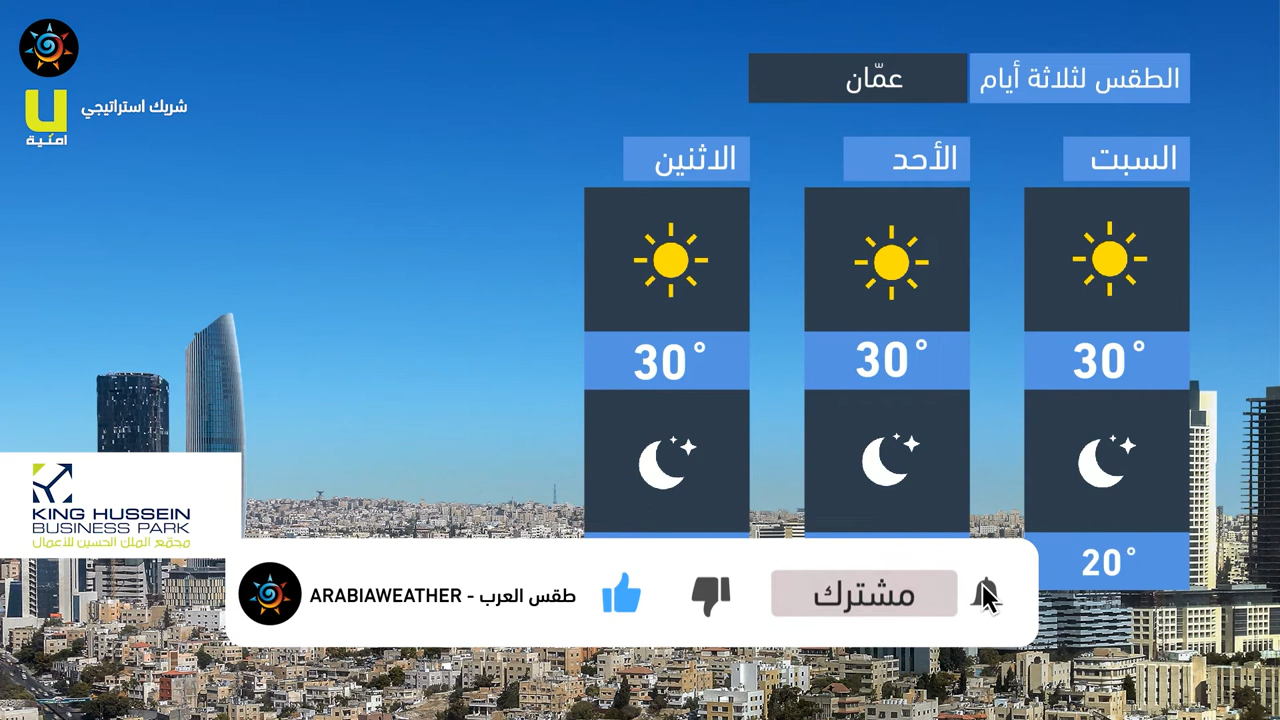 الطقس لثلاثة أيام
عمّان
شريك استراتيجي
امنية
السبت
الأحد
الاثنين
30°
30°
30°
20°
KING HUSSEIN
BUSINESS PARK
مجمّع الملك الحسين للأعمال
ARABIAWEATHER - طقس العرب
مشترك